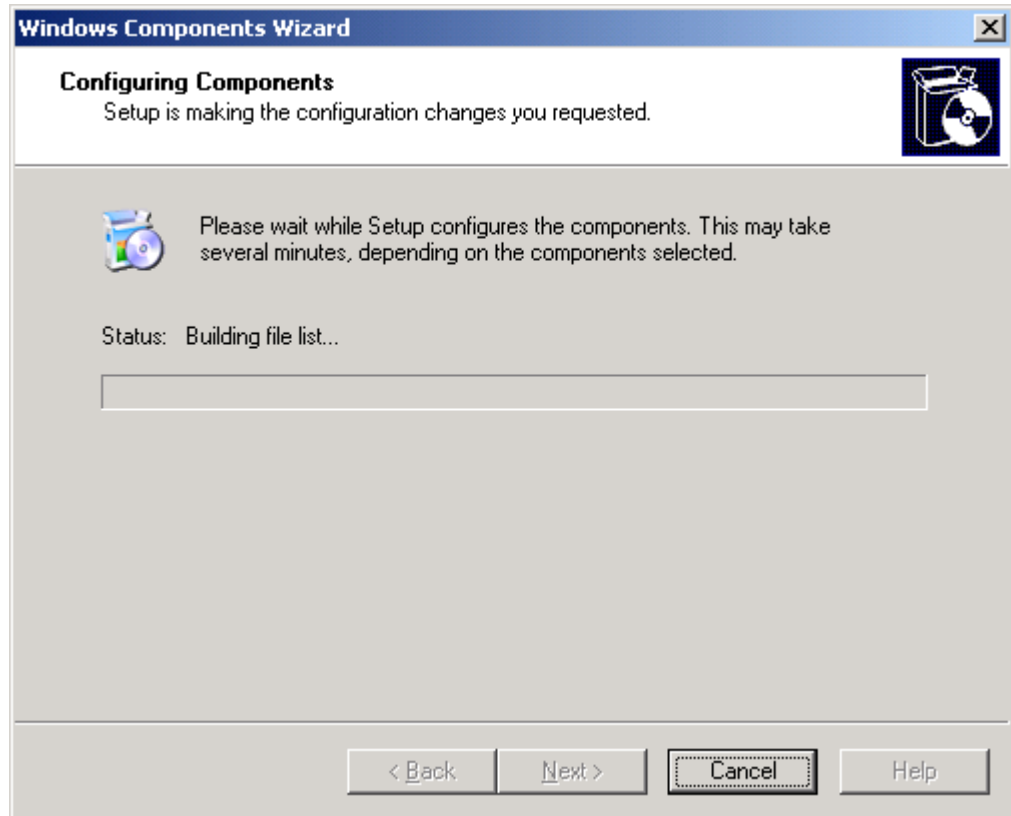 Windows Components Wizard
Configuring Components
Setup is making the configuration changes you requested.
Please wait while Setup configures the components. This may take
several minutes, depending on the components selected.
Status: Building file list...
< Back
Next >
Cancel
Help